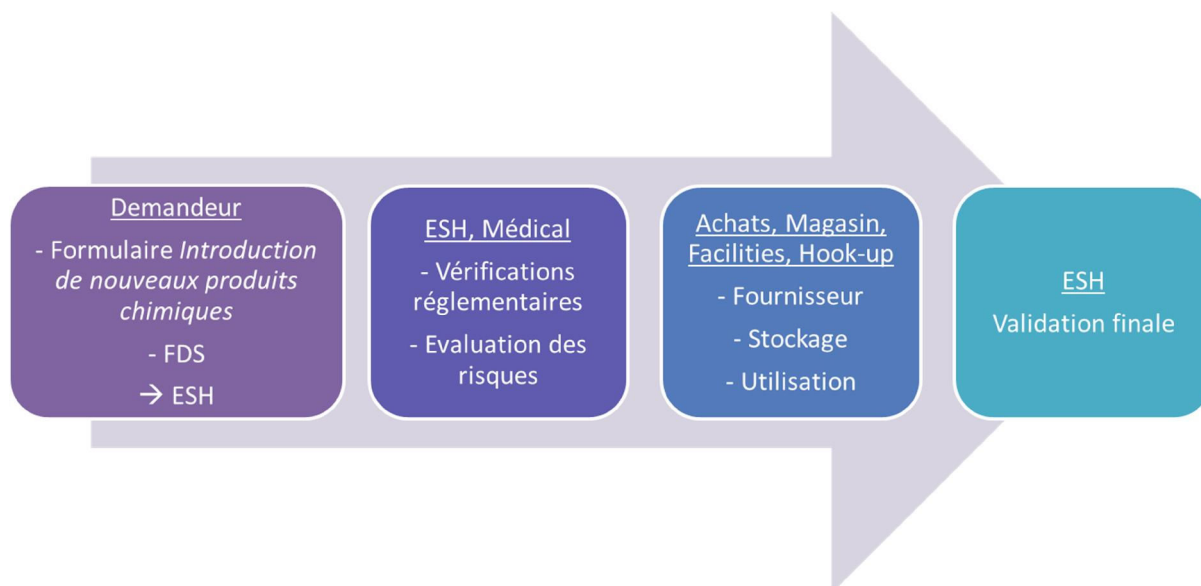 Demandeur
- Formulaire Introduction
de nouveaux produits
chimiques
- FDS
→ ESH
ESH, Médical
- Vérifications
réglementaires
- Evaluation des
risques
Achats, Magasin,
Facilities, Hook-up
- Fournisseur
- Stockage
- Utilisation
ESH
Validation finale